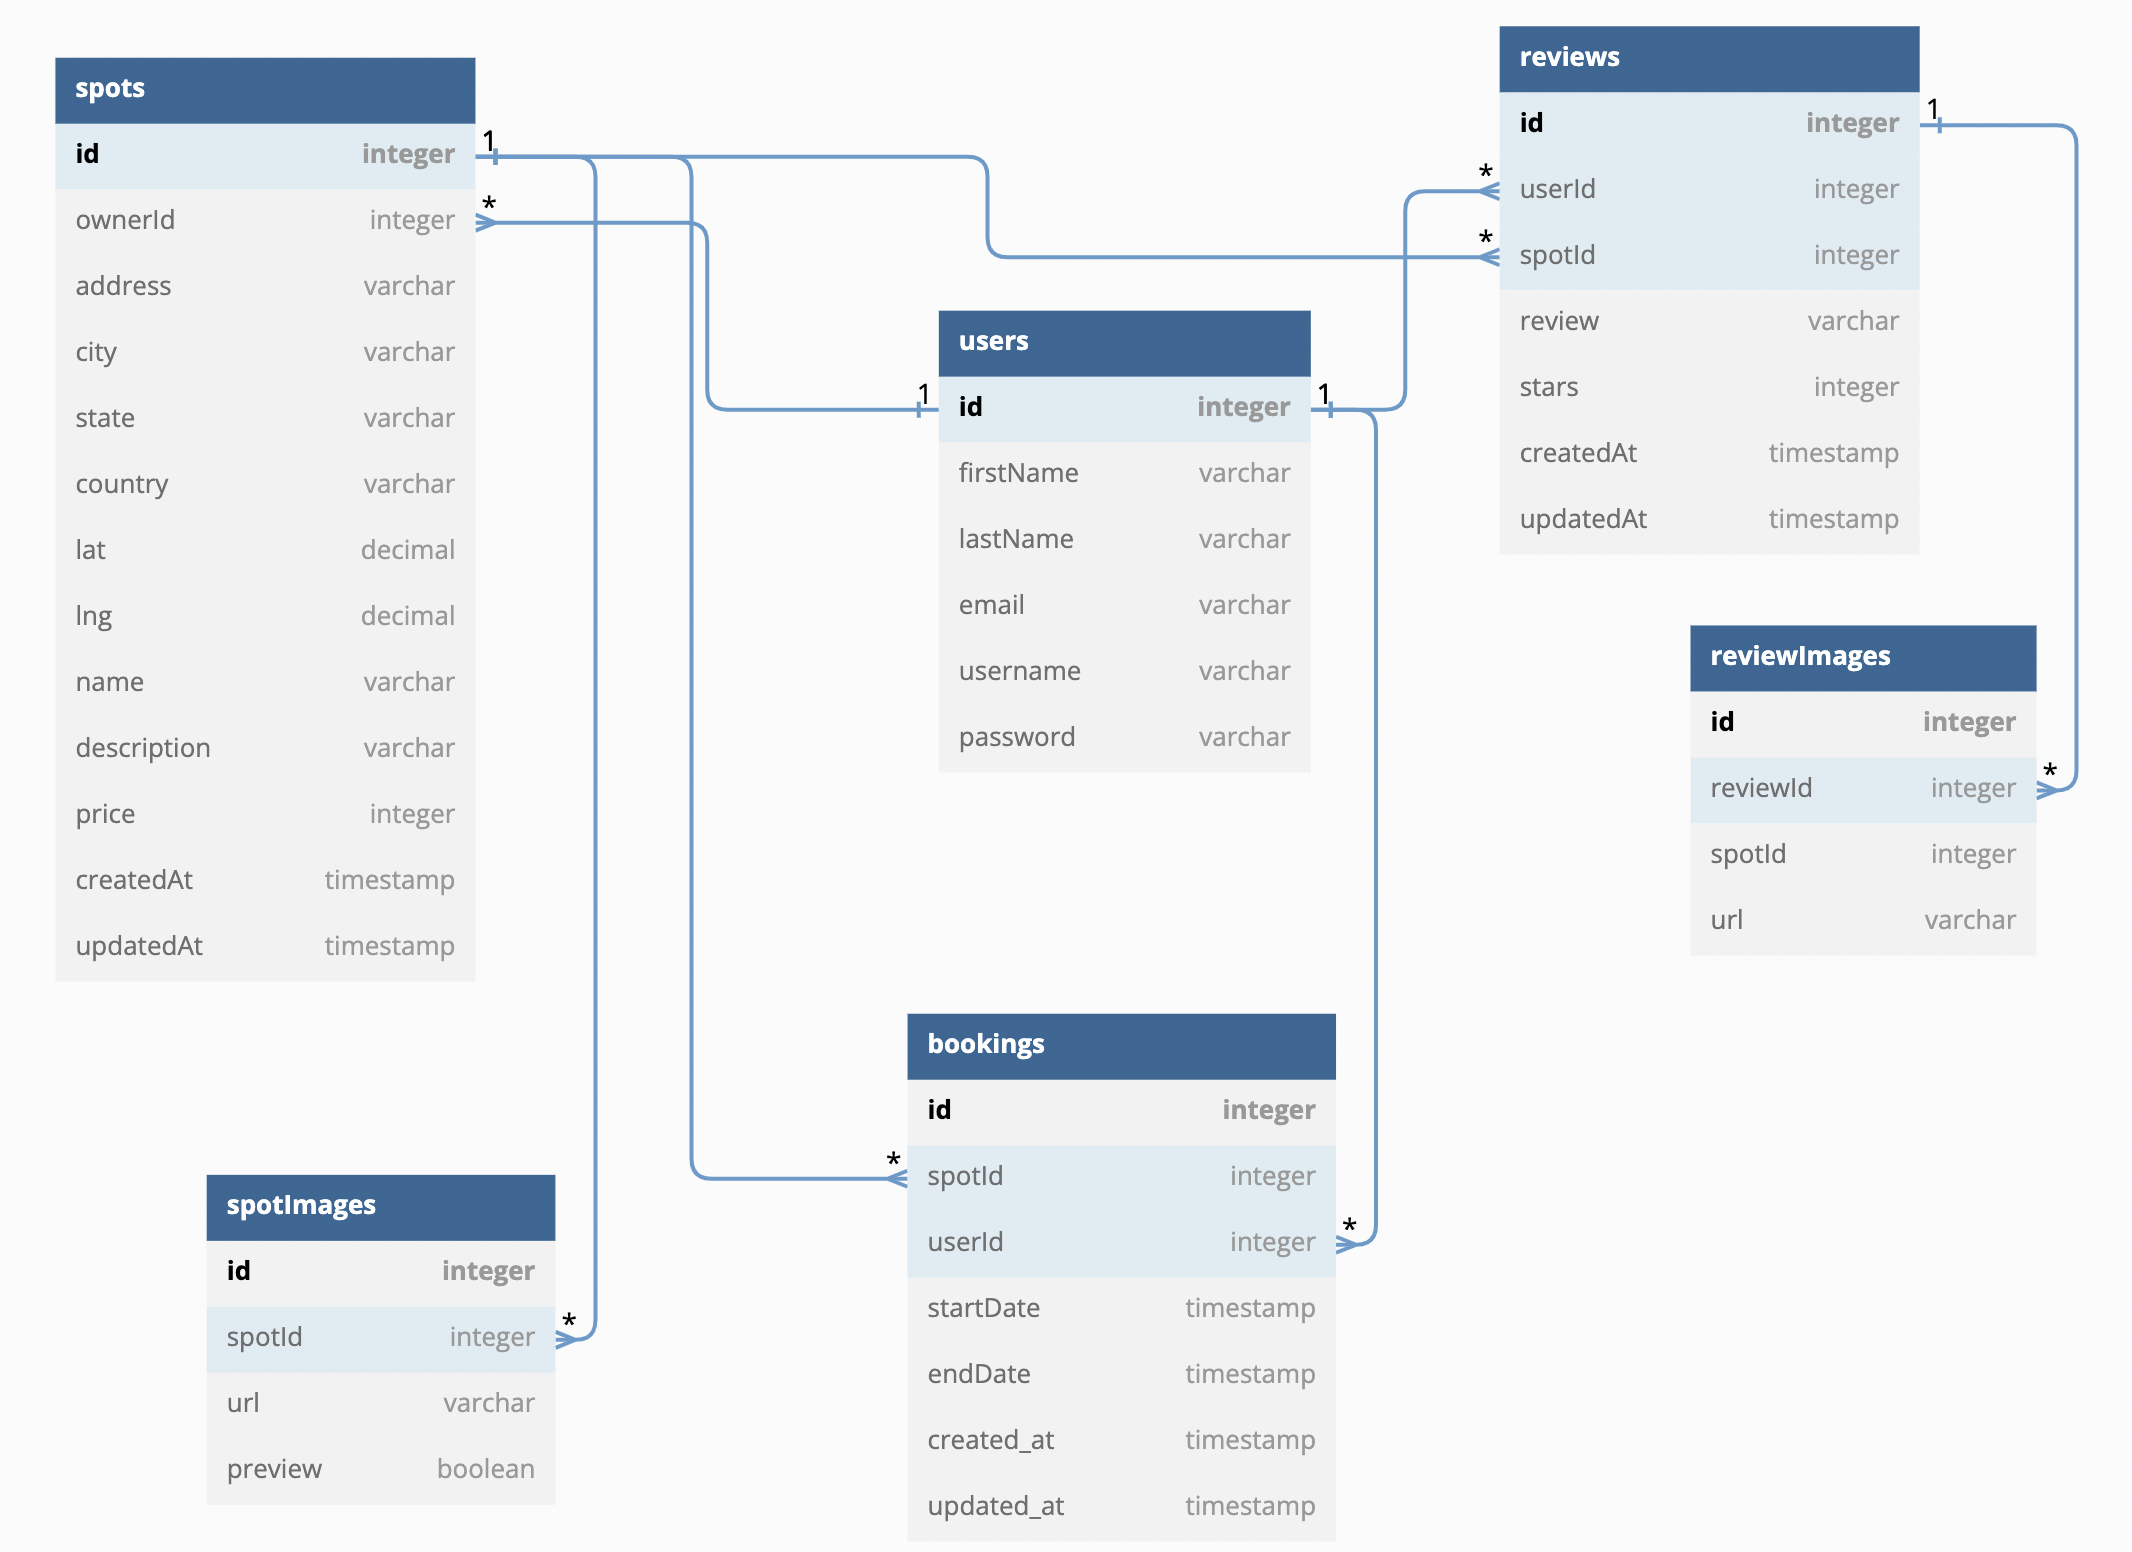 spots
1
id integer
*
ownerId integer
address varchar
city varchar
state varchar
country varchar
lat decimal
lng decimal
name varchar
description varchar
price integer
createdAt timestamp
updatedAt timestamp
reviews
1
id integer
*
userId integer
*
spotId integer
review varchar
stars integer
createdAt timestamp
updatedAt timestamp
users
1 1
id integer
firstName varchar
lastName varchar
email varchar
username varchar
password varchar
reviewImages
id integer
*
reviewId integer
spotId integer
url varchar
bookings
id integer
*
spotId integer
*
userId integer
startDate timestamp
endDate timestamp
created_at timestamp
updated_at timestamp
spotImages
id integer
*
spotId integer
url varchar
preview boolean